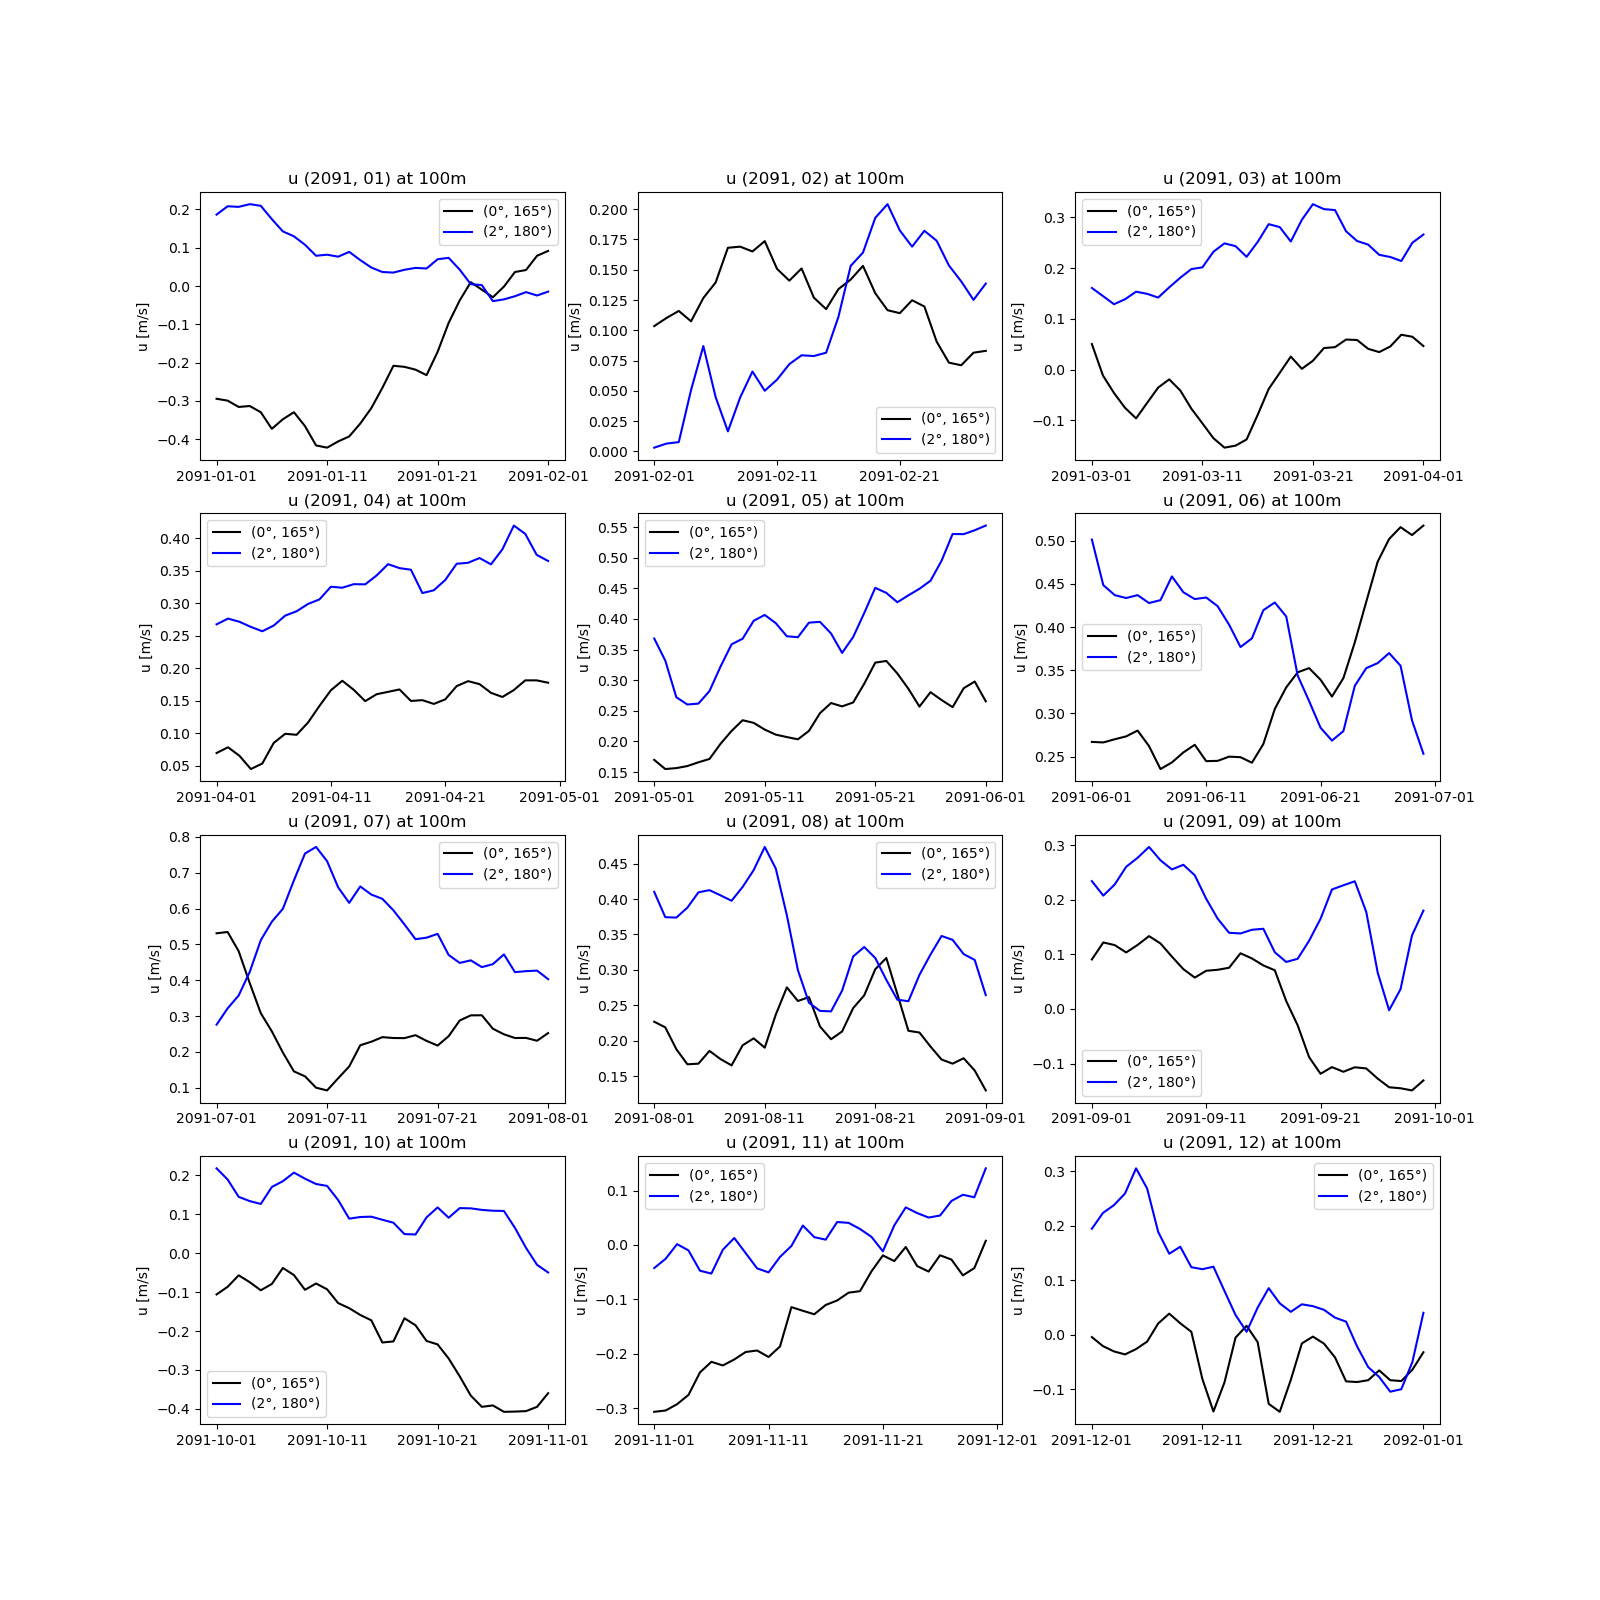 u (2091, 01) at 100m
u [m/s]
0.2
0.1
0.0
−0.1
−0.2
−0.3
−0.4
(0°, 165°)
(2°, 180°)
2091-01-01 2091-01-11 2091-01-21 2091-02-01
u (2091, 02) at 100m
u [m/s]
0.200
0.175
0.150
0.125
0.100
0.075
0.050
0.025
0.000
(0°, 165°)
(2°, 180°)
2091-02-01 2091-02-11 2091-02-21
u (2091, 03) at 100m
u [m/s]
0.3
0.2
0.1
0.0
−0.1
(0°, 165°)
(2°, 180°)
2091-03-01 2091-03-11 2091-03-21 2091-04-01
u (2091, 04) at 100m
u [m/s]
0.40
0.35
0.30
0.25
0.20
0.15
0.10
0.05
(0°, 165°)
(2°, 180°)
2091-04-01 2091-04-11 2091-04-21 2091-05-01
u (2091, 05) at 100m
u [m/s]
0.55
0.50
0.45
0.40
0.35
0.30
0.25
0.20
0.15
(0°, 165°)
(2°, 180°)
2091-05-01 2091-05-11 2091-05-21 2091-06-01
u (2091, 06) at 100m
u [m/s]
0.50
0.45
0.40
0.35
0.30
0.25
(0°, 165°)
(2°, 180°)
2091-06-01 2091-06-11 2091-06-21 2091-07-01
u (2091, 07) at 100m
u [m/s]
0.8
0.7
0.6
0.5
0.4
0.3
0.2
0.1
(0°, 165°)
(2°, 180°)
2091-07-01 2091-07-11 2091-07-21 2091-08-01
u (2091, 08) at 100m
u [m/s]
0.45
0.40
0.35
0.30
0.25
0.20
0.15
(0°, 165°)
(2°, 180°)
2091-08-01 2091-08-11 2091-08-21 2091-09-01
u (2091, 09) at 100m
u [m/s]
0.3
0.2
0.1
0.0
−0.1
(0°, 165°)
(2°, 180°)
2091-09-01 2091-09-11 2091-09-21 2091-10-01
u (2091, 10) at 100m
u [m/s]
0.2
0.1
0.0
−0.1
−0.2
−0.3
−0.4
(0°, 165°)
(2°, 180°)
2091-10-01 2091-10-11 2091-10-21 2091-11-01
u (2091, 11) at 100m
u [m/s]
0.1
0.0
−0.1
−0.2
−0.3
(0°, 165°)
(2°, 180°)
2091-11-01 2091-11-11 2091-11-21 2091-12-01
u (2091, 12) at 100m
u [m/s]
0.3
0.2
0.1
0.0
−0.1
(0°, 165°)
(2°, 180°)
2091-12-01 2091-12-11 2091-12-21 2092-01-01